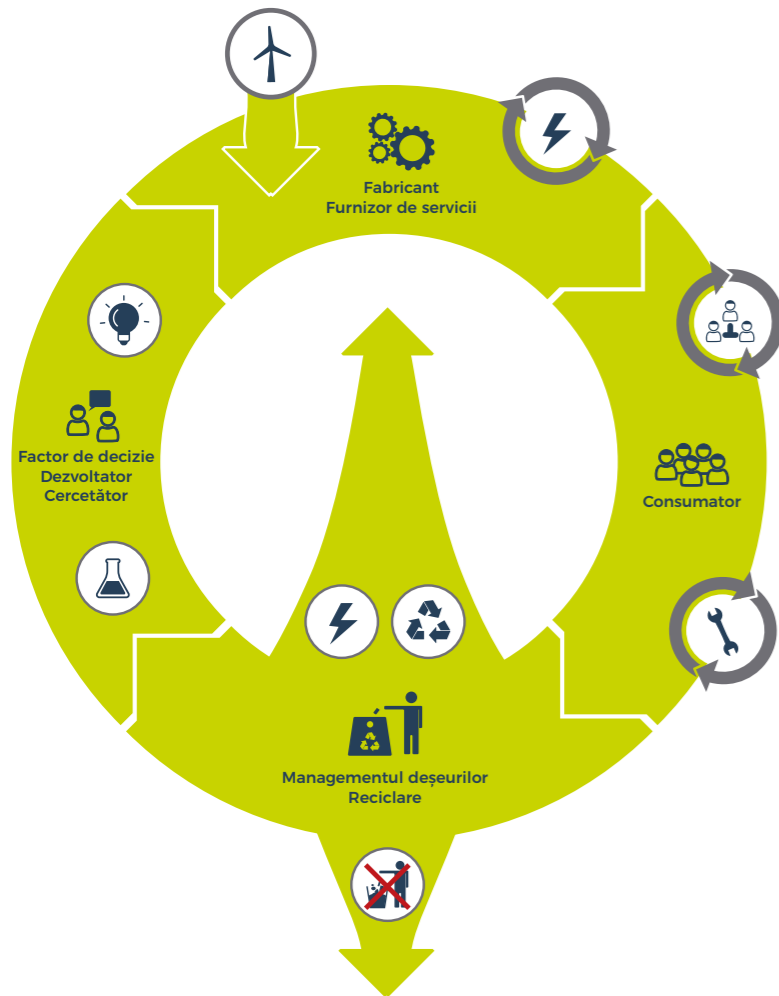 Fabricant
Furnizor de servicii
Factor de decizie
Dezvoltator
Cercetător
Consumator
Managementul deșeurilor
Reciclare